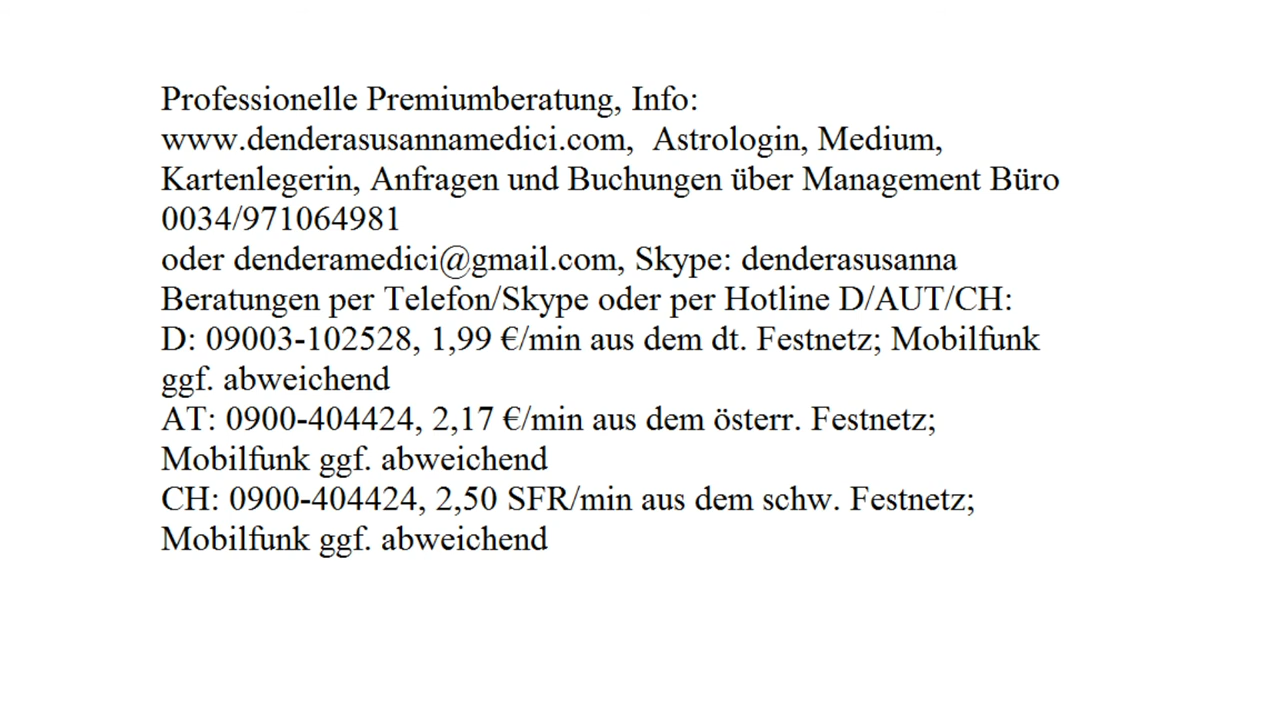 Professionelle Premiumberatung, Info:
www.denderasusannamedici.com,  Astrologin, Medium,
Kartenlegerin, Anfragen und Buchungen über Management Büro
0034/971064981
oder denderamedici@gmail.com, Skype: denderasusanna
Beratungen per Telefon/Skype oder per Hotline D/AUT/CH:
D: 09003-102528, 1,99 €/min aus dem dt. Festnetz; Mobilfunk
ggf. abweichend
AT: 0900-404424, 2,17 €/min aus dem österr. Festnetz;
Mobilfunk ggf. abweichend
CH: 0900-404424, 2,50 SFR/min aus dem schw. Festnetz;
Mobilfunk ggf. abweichend